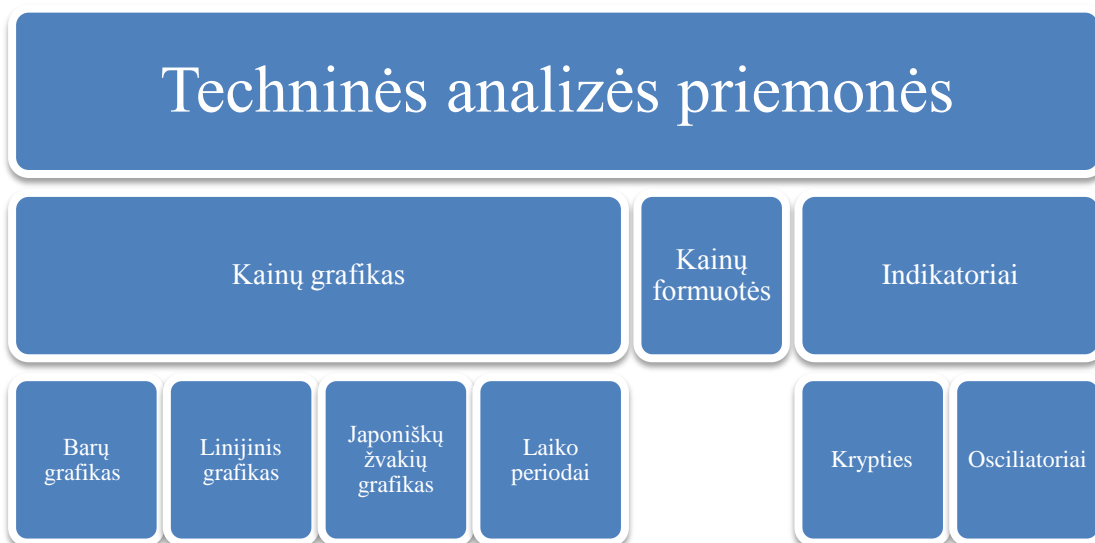 Techninės analizės priemonės
Kainų grafikas
Kainų
formuotės
Indikatoriai
Barų
grafikas
Linijinis
grafikas
Japoniškų
žvakių
grafikas
Laiko
periodai
Krypties
Osciliatoriai